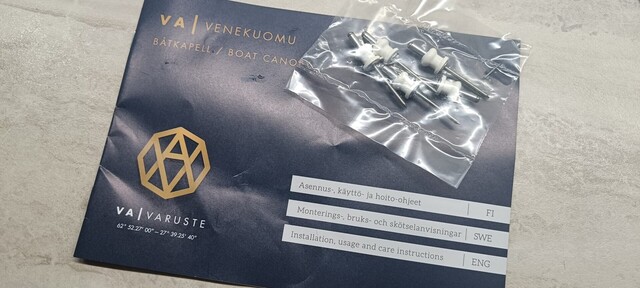 VA| VENEKUOMU
BÅTKAPELL / BOAT CANO
VA|VARUSTE
62° 52.27' 00" – 27° 39.25' 40"
Asennus-, käyttö- ja hoito-ohjeet | FI
Monterings-, bruks- och skötselanvisningar | SWE
Installation, usage and care instructions | ENG